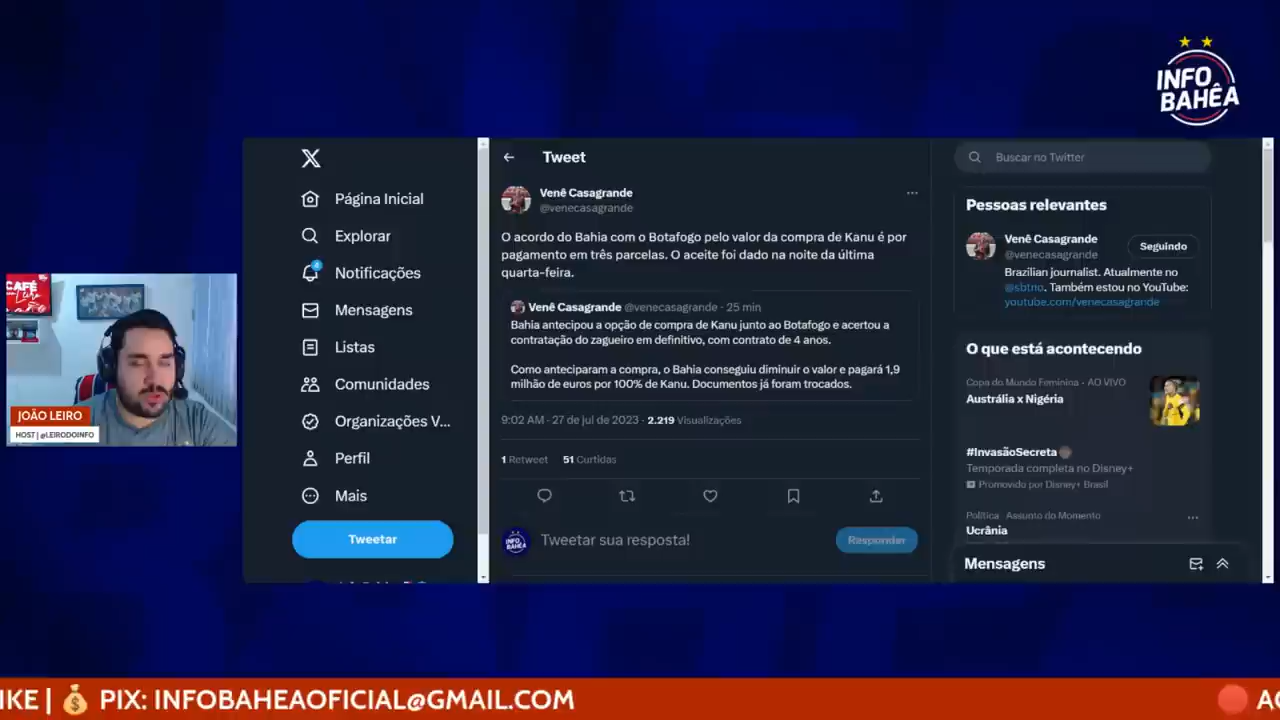 INFO
BAHÊA
Tweet
Buscar no Twitter
Página Inicial
Explorar
4
Notificações
Mensagens
Listas
Comunidades
Organizações V...
Perfil
Mais
Tweetar
Venê Casagrande
@venecasagrande
O acordo do Bahia com o Botafogo pelo valor da compra de Kanu é por
pagamento em três parcelas. O aceite foi dado na noite da última
quarta-feira.
Venê Casagrande @venecasagrande · 25 min
Bahia antecipou a opção de compra de Kanu junto ao Botafogo e acertou a
contratação do zagueiro em definitivo, com contrato de 4 anos.
Como anteciparam a compra, o Bahia conseguiu diminuir o valor e pagará 1,9
milhão de euros por 100% de Kanu. Documentos já foram trocados.
9:02 AM · 27 de jul de 2023 · 2.219 Visualizações
1 Retweet 51 Curtidas
INFO
BAHÊA
Tweetar sua resposta!
Responder
Pessoas relevantes
Venê Casagrande
@venecasagrande
Seguindo
Brazilian journalist. Atualmente no
@sbtrio. Também estou no YouTube:
youtube.com/venecasagrande
O que está acontecendo
Copa do Mundo Feminina · AO VIVO
Austrália x Nigéria
#InvasãoSecreta
Temporada completa no Disney+
Promovido por Disney+ Brasil
Política · Assunto do Momento
Ucrânia
Mensagens
CAFÉ
Leiro
JOÃO LEIRO
HOST | @LEIRODOINFO
IKE | 💰 PIX: INFOBAHEAOFICIAL@GMAIL.COM 🔴